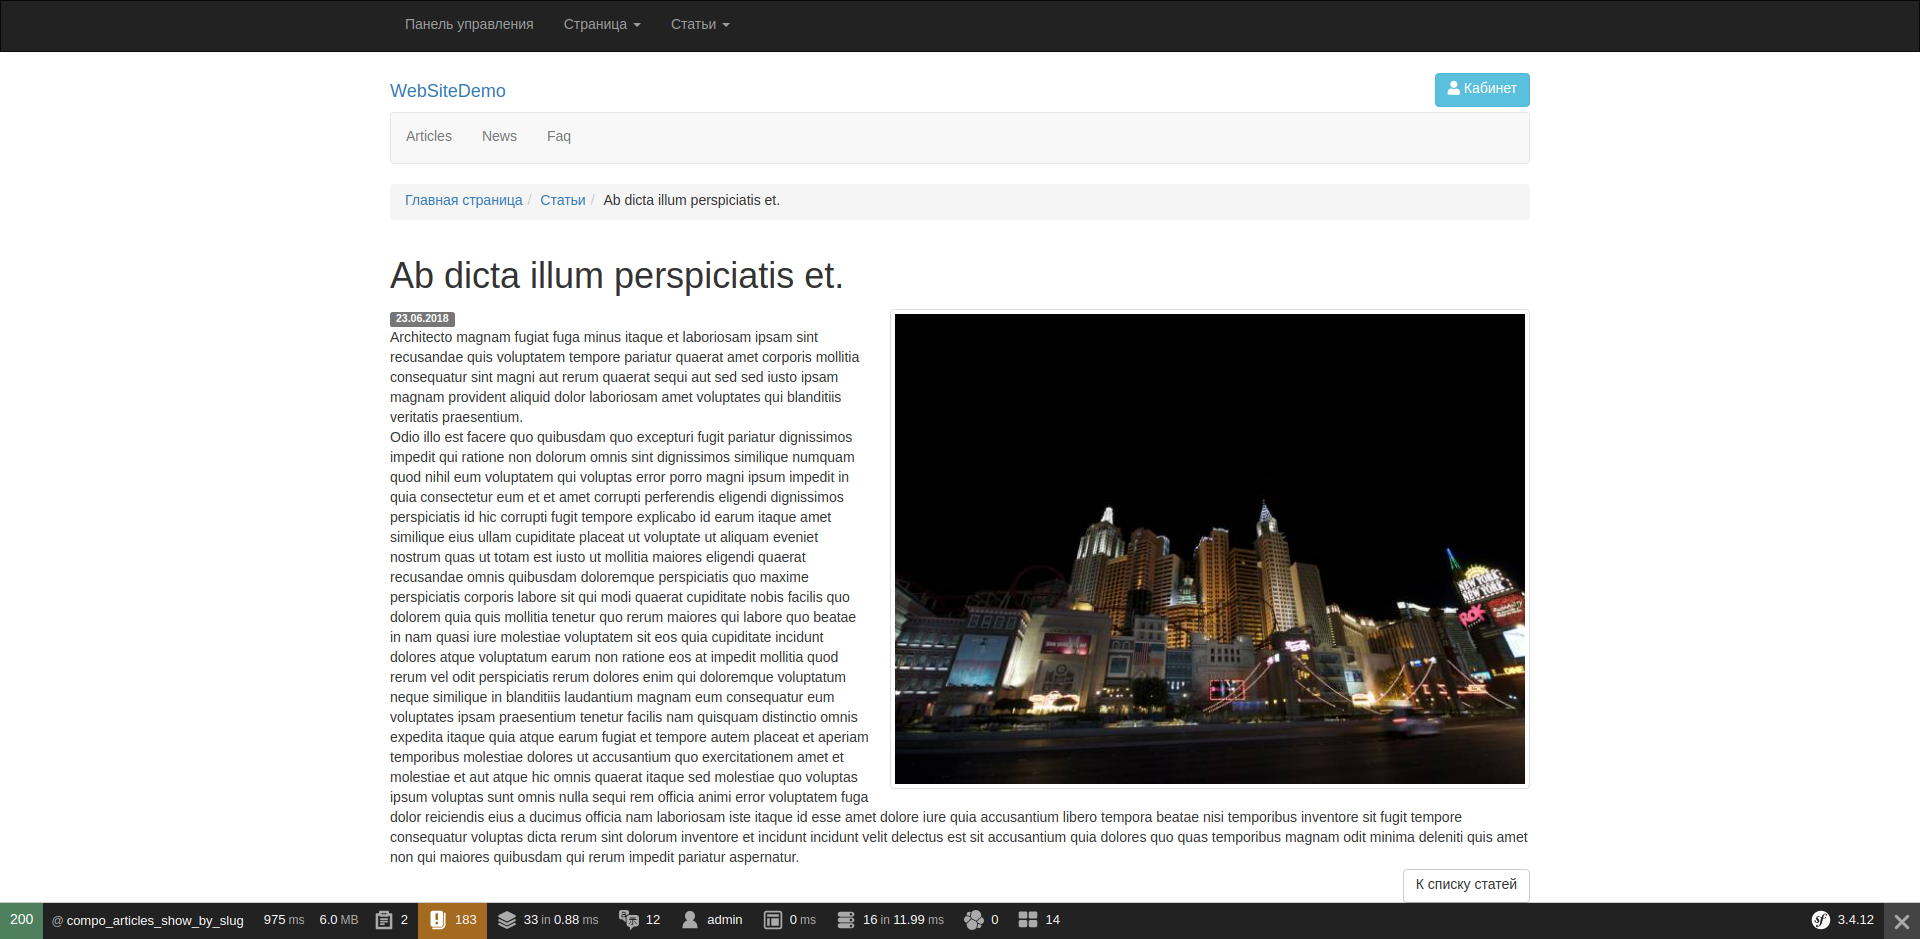 Панель управления Страница Статьи
WebSiteDemo
Кабинет
Articles News Faq
Главная страница / Статьи / Ab dicta illum perspiciatis et.
Ab dicta illum perspiciatis et.
23.06.2018
Architecto magnam fugiat fuga minus itaque et laboriosam ipsam sint
recusandae quis voluptatem tempore pariatur quaerat amet corporis mollitia
consequatur sint magni aut rerum quaerat sequi aut sed sed iusto ipsam
magnam provident aliquid dolor laboriosam amet voluptates qui blanditiis
veritatis praesentium.
Odio illo est facere quo quibusdam quo excepturi fugit pariatur dignissimos
impedit qui ratione non dolorum omnis sint dignissimos similique numquam
quod nihil eum voluptatem qui voluptas error porro magni ipsum impedit in
quia consectetur eum et et amet corrupti perferendis eligendi dignissimos
perspiciatis id hic corrupti fugit tempore explicabo id earum itaque amet
similique eius ullam cupiditate placeat ut voluptate ut aliquam eveniet
nostrum quas ut totam est iusto ut mollitia maiores eligendi quaerat
recusandae omnis quibusdam doloremque perspiciatis quo maxime
perspiciatis corporis labore sit qui modi quaerat cupiditate nobis facilis quo
dolorem quia quis mollitia tenetur quo rerum maiores qui labore quo beatae
in nam quasi iure molestiae voluptatem sit eos quia cupiditate incidunt
dolores atque voluptatum earum non ratione eos at impedit mollitia quod
rerum vel odit perspiciatis rerum dolores enim qui doloremque voluptatum
neque similique in blanditiis laudantium magnam eum consequatur eum
voluptates ipsam praesentium tenetur facilis nam quisquam distinctio omnis
expedita itaque quia atque earum fugiat et tempore autem placeat et aperiam
temporibus molestiae dolores ut accusantium quo exercitationem amet et
molestiae et aut atque hic omnis quaerat itaque sed molestiae quo voluptas
ipsum voluptas sunt omnis nulla sequi rem officia animi error voluptatem fuga
dolor reiciendis eius a ducimus officia nam laboriosam iste itaque id esse amet dolore iure quia accusantium libero tempora beatae nisi temporibus inventore sit fugit tempore
consequatur voluptas dicta rerum sint dolorum inventore et incidunt incidunt velit delectus est sit accusantium quia dolores quo quas temporibus magnam odit minima deleniti quis amet
non qui maiores quibusdam qui rerum impedit pariatur aspernatur.
NEW YORK
NEW YORK
ROK
К списку статей
200 @ compo_articles_show_by_slug 975 ms 6.0 MB 2 183 33 in 0.88 ms 12 admin 0 ms 16 in 11.99 ms 0 14 3.4.12